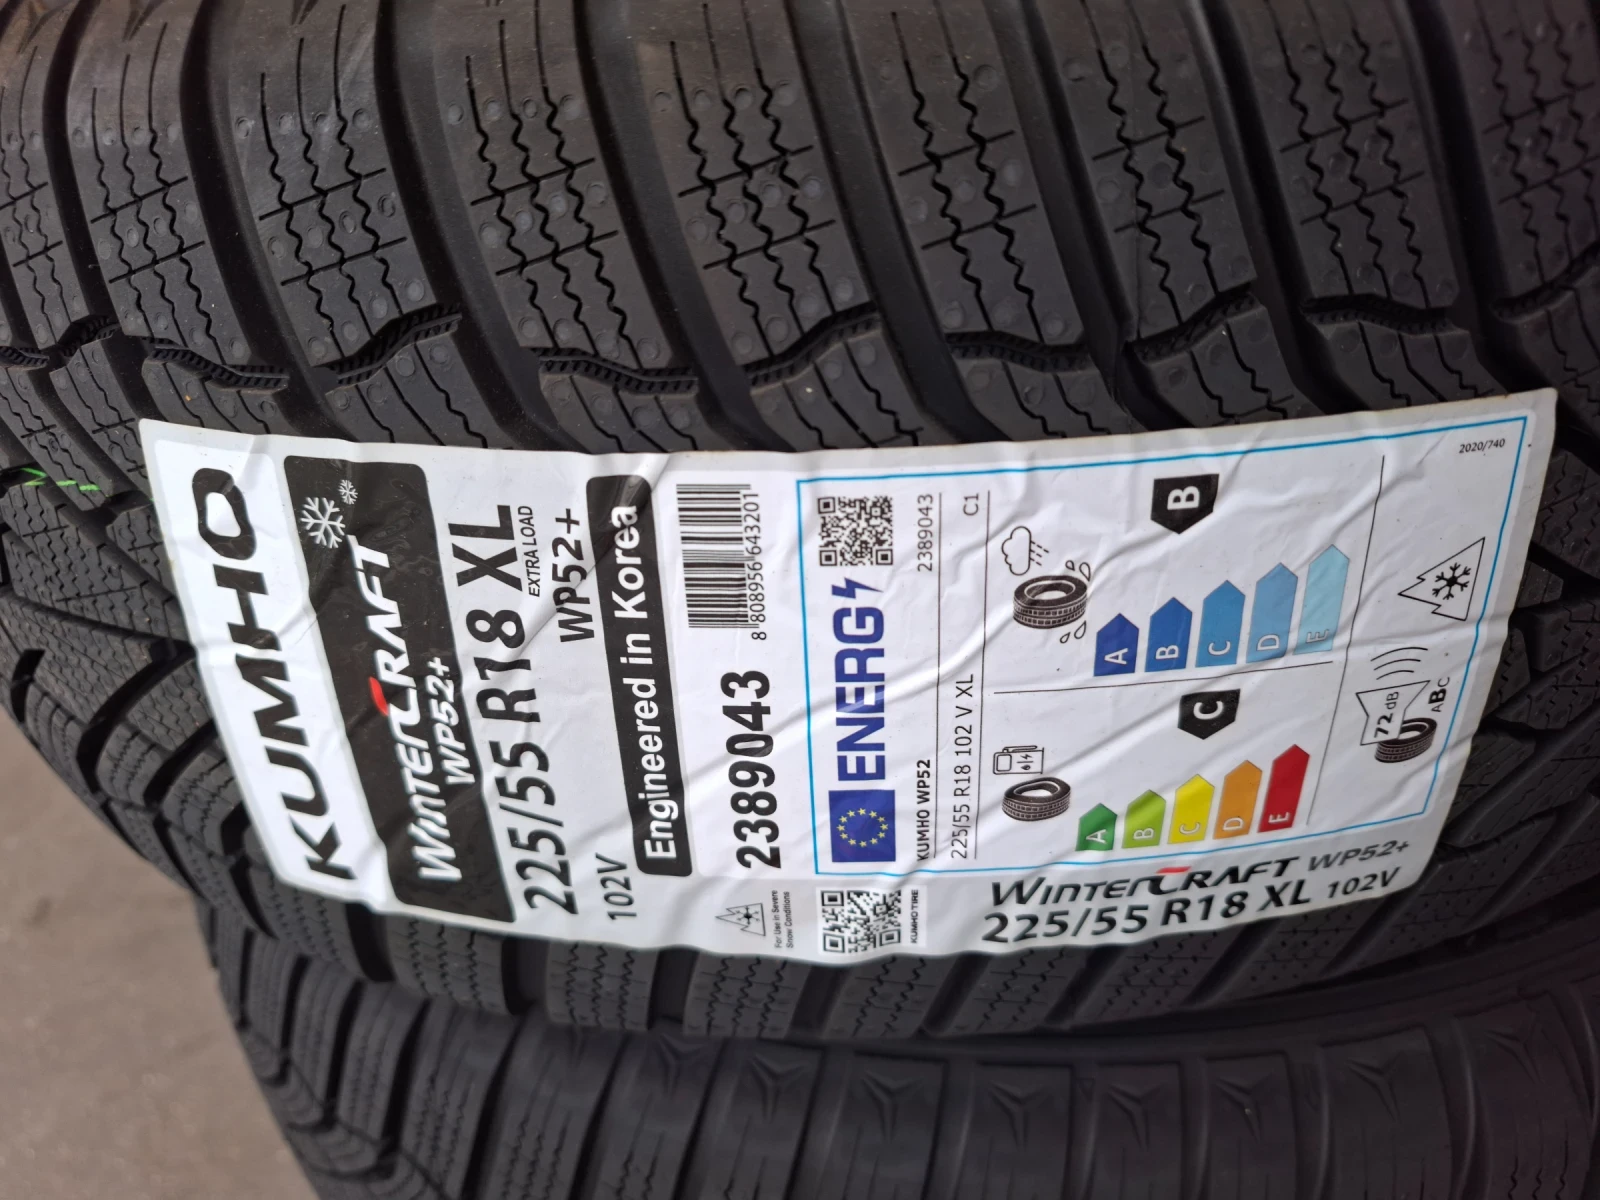 KUMHO
WINTERCRAFT
WP52+
225/55 R18 XL
EXTRA LOAD
102V
WP52+
Engineered in Korea
8 808956 643201
2389043
For Use in Severe
Snow Conditions
KUMHO TIRE
ENERG
KUMHO WP52
2389043
225/55 R18 102 V XL
C1
A
B
C
D
E
C
A
B
C
D
E
B
72 dB
ABC
2020/740
WINTERCRAFT WP52+
225/55 R18 XL 102V